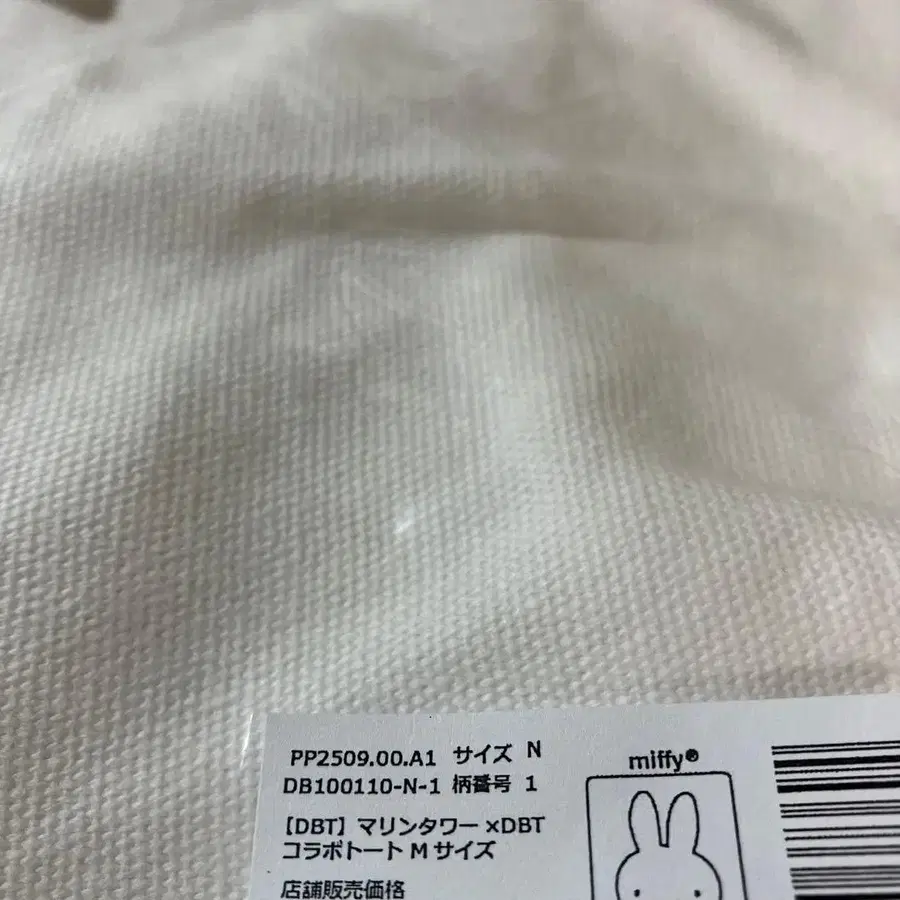 PP2509.00.A1 サイズ N
DB100110-N-1 柄番号 1
【DBT】マリンタワー×DBT
コラボトート M サイズ
店舗販売価格
miffy®